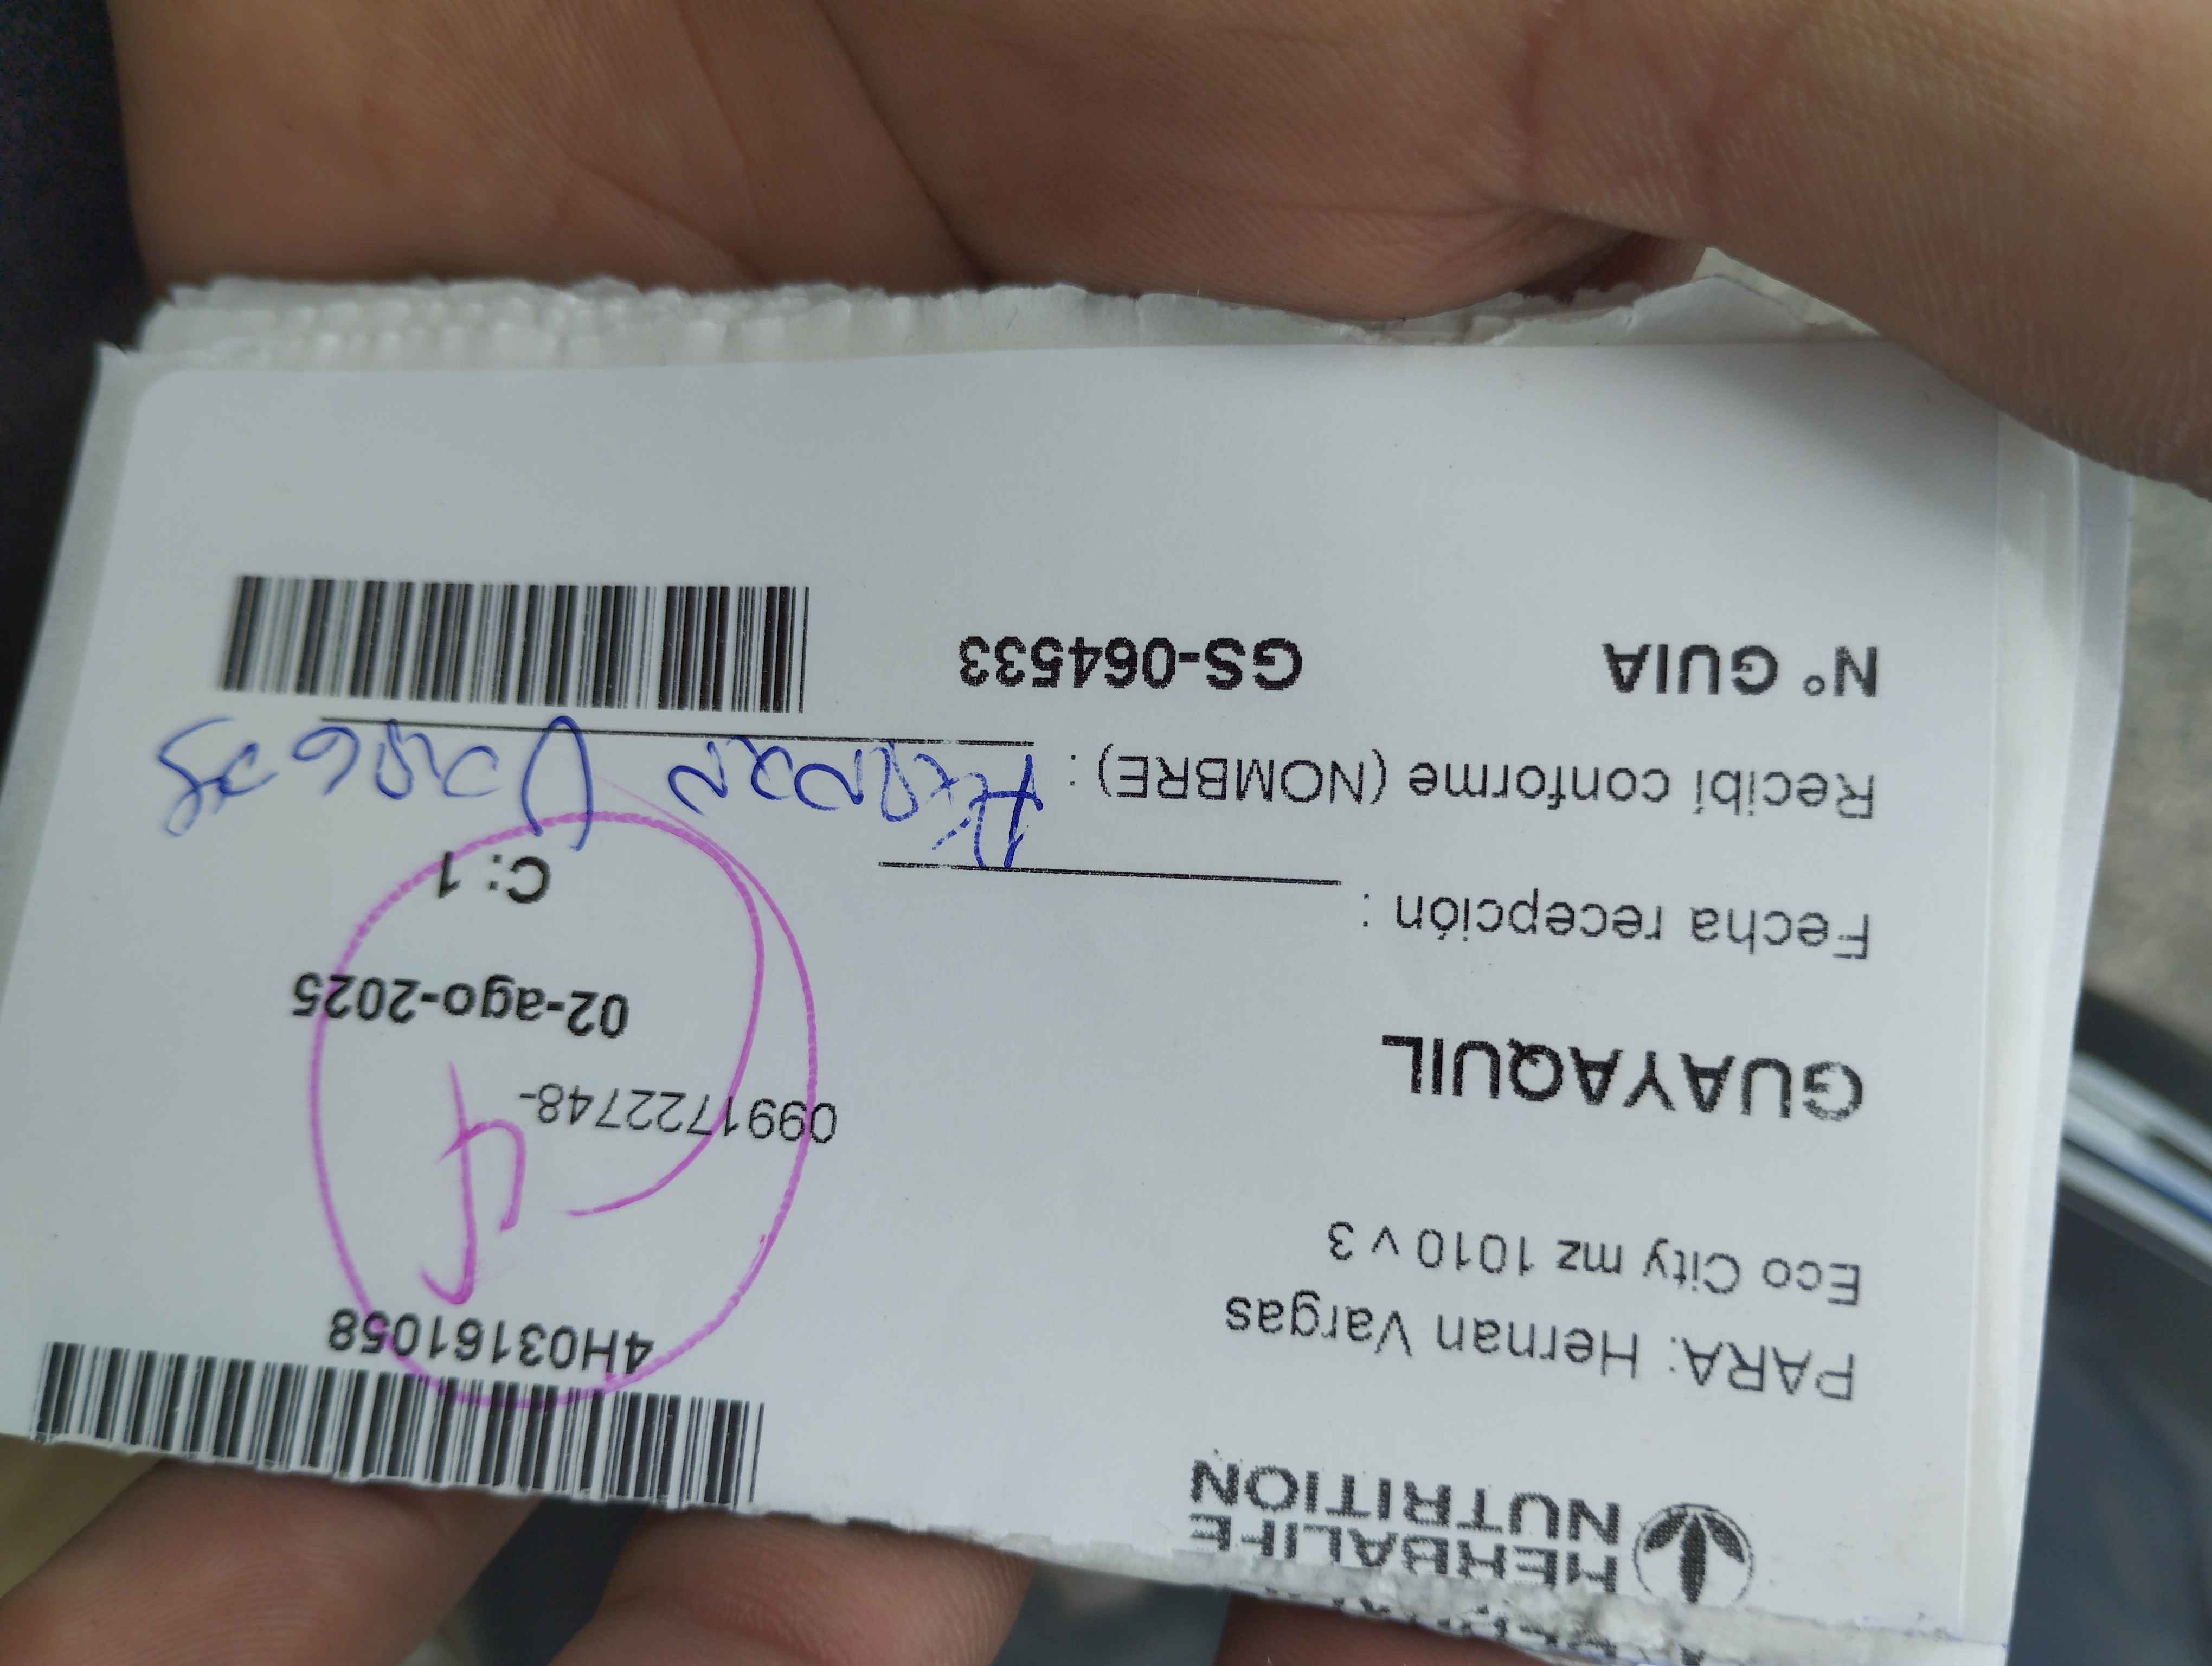 HERBALIFE
NUTRITION
4H03161058
PARA: Hernan Vargas
Eco City mz 1010 v 3
4
0991722748-
GUAYAQUIL
02-ago-2025
Fecha recepción :
C: 1
Recibí conforme (NOMBRE) : Hernan Vargas
N° GUIA GS-064533